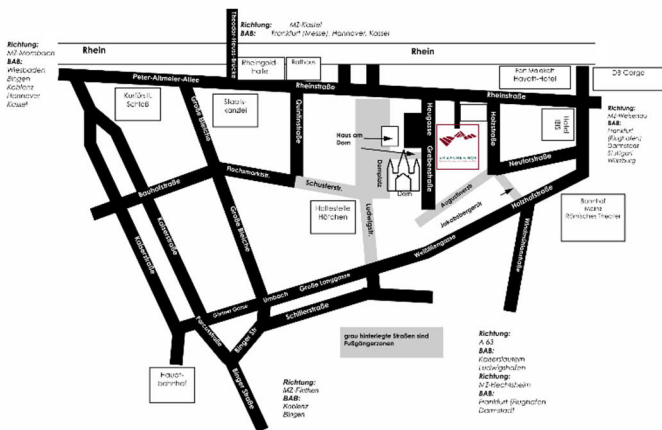 Richtung:
MZ-Kastel
BAB:
Frankfurt (Messe), Hannover, Kassel
Theodor-Heuss-Brücke
Richtung:
MZ-Mombach
BAB:
Wiesbaden
Bingen
Koblenz
Hannover
Kassel
Rhein
Rhein
Rheingold
halle
Rathaus
Fort Malakoff
Hayatt-Hotel
DB Cargo
Peter-Altmeier-Allee
Rheinstraße
Rheinstraße
Kurfürstl.
Schloß
Große Bleiche
Staats-
kanzlei
Quintinstraße
Haus am
Dom
Domplatz
Dom
Heugasse
Grebenstraße
Holzstraße
Hotel
IBIS
Neutorstraße
Richtung:
MZ-Weisenau
BAB:
Frankfurt
(Flughafen)
Darmstadt
Stuttgart
Würzburg
Flachsmarktstr.
Schusterstr.
Bauhofstraße
Haltestelle
Höfchen
Ludwigstr.
Augustinerstr.
Jakobsbergerstr.
Holzhofstraße
Weißliliengasse
Windmühlenstraße
Bahnhof
Mainz
Römisches Theater
Kaiserstraße
Kaiserstraße
Große Bleiche
Große Langgasse
Umbach
Gärtner Gasse
Schillerstraße
Parcusstraße
Binger Str
Binger Straße
Haupt-
bahnhof
grau hinterlegte Straßen sind
Fußgängerzonen
Richtung:
MZ-Finthen
BAB:
Koblenz
Bingen
Richtung:
A 63
BAB:
Kaiserslautern
Ludwigshafen
Richtung:
MZ-Hechtsheim
BAB:
Frankfurt (Flughafen
Darmstadt